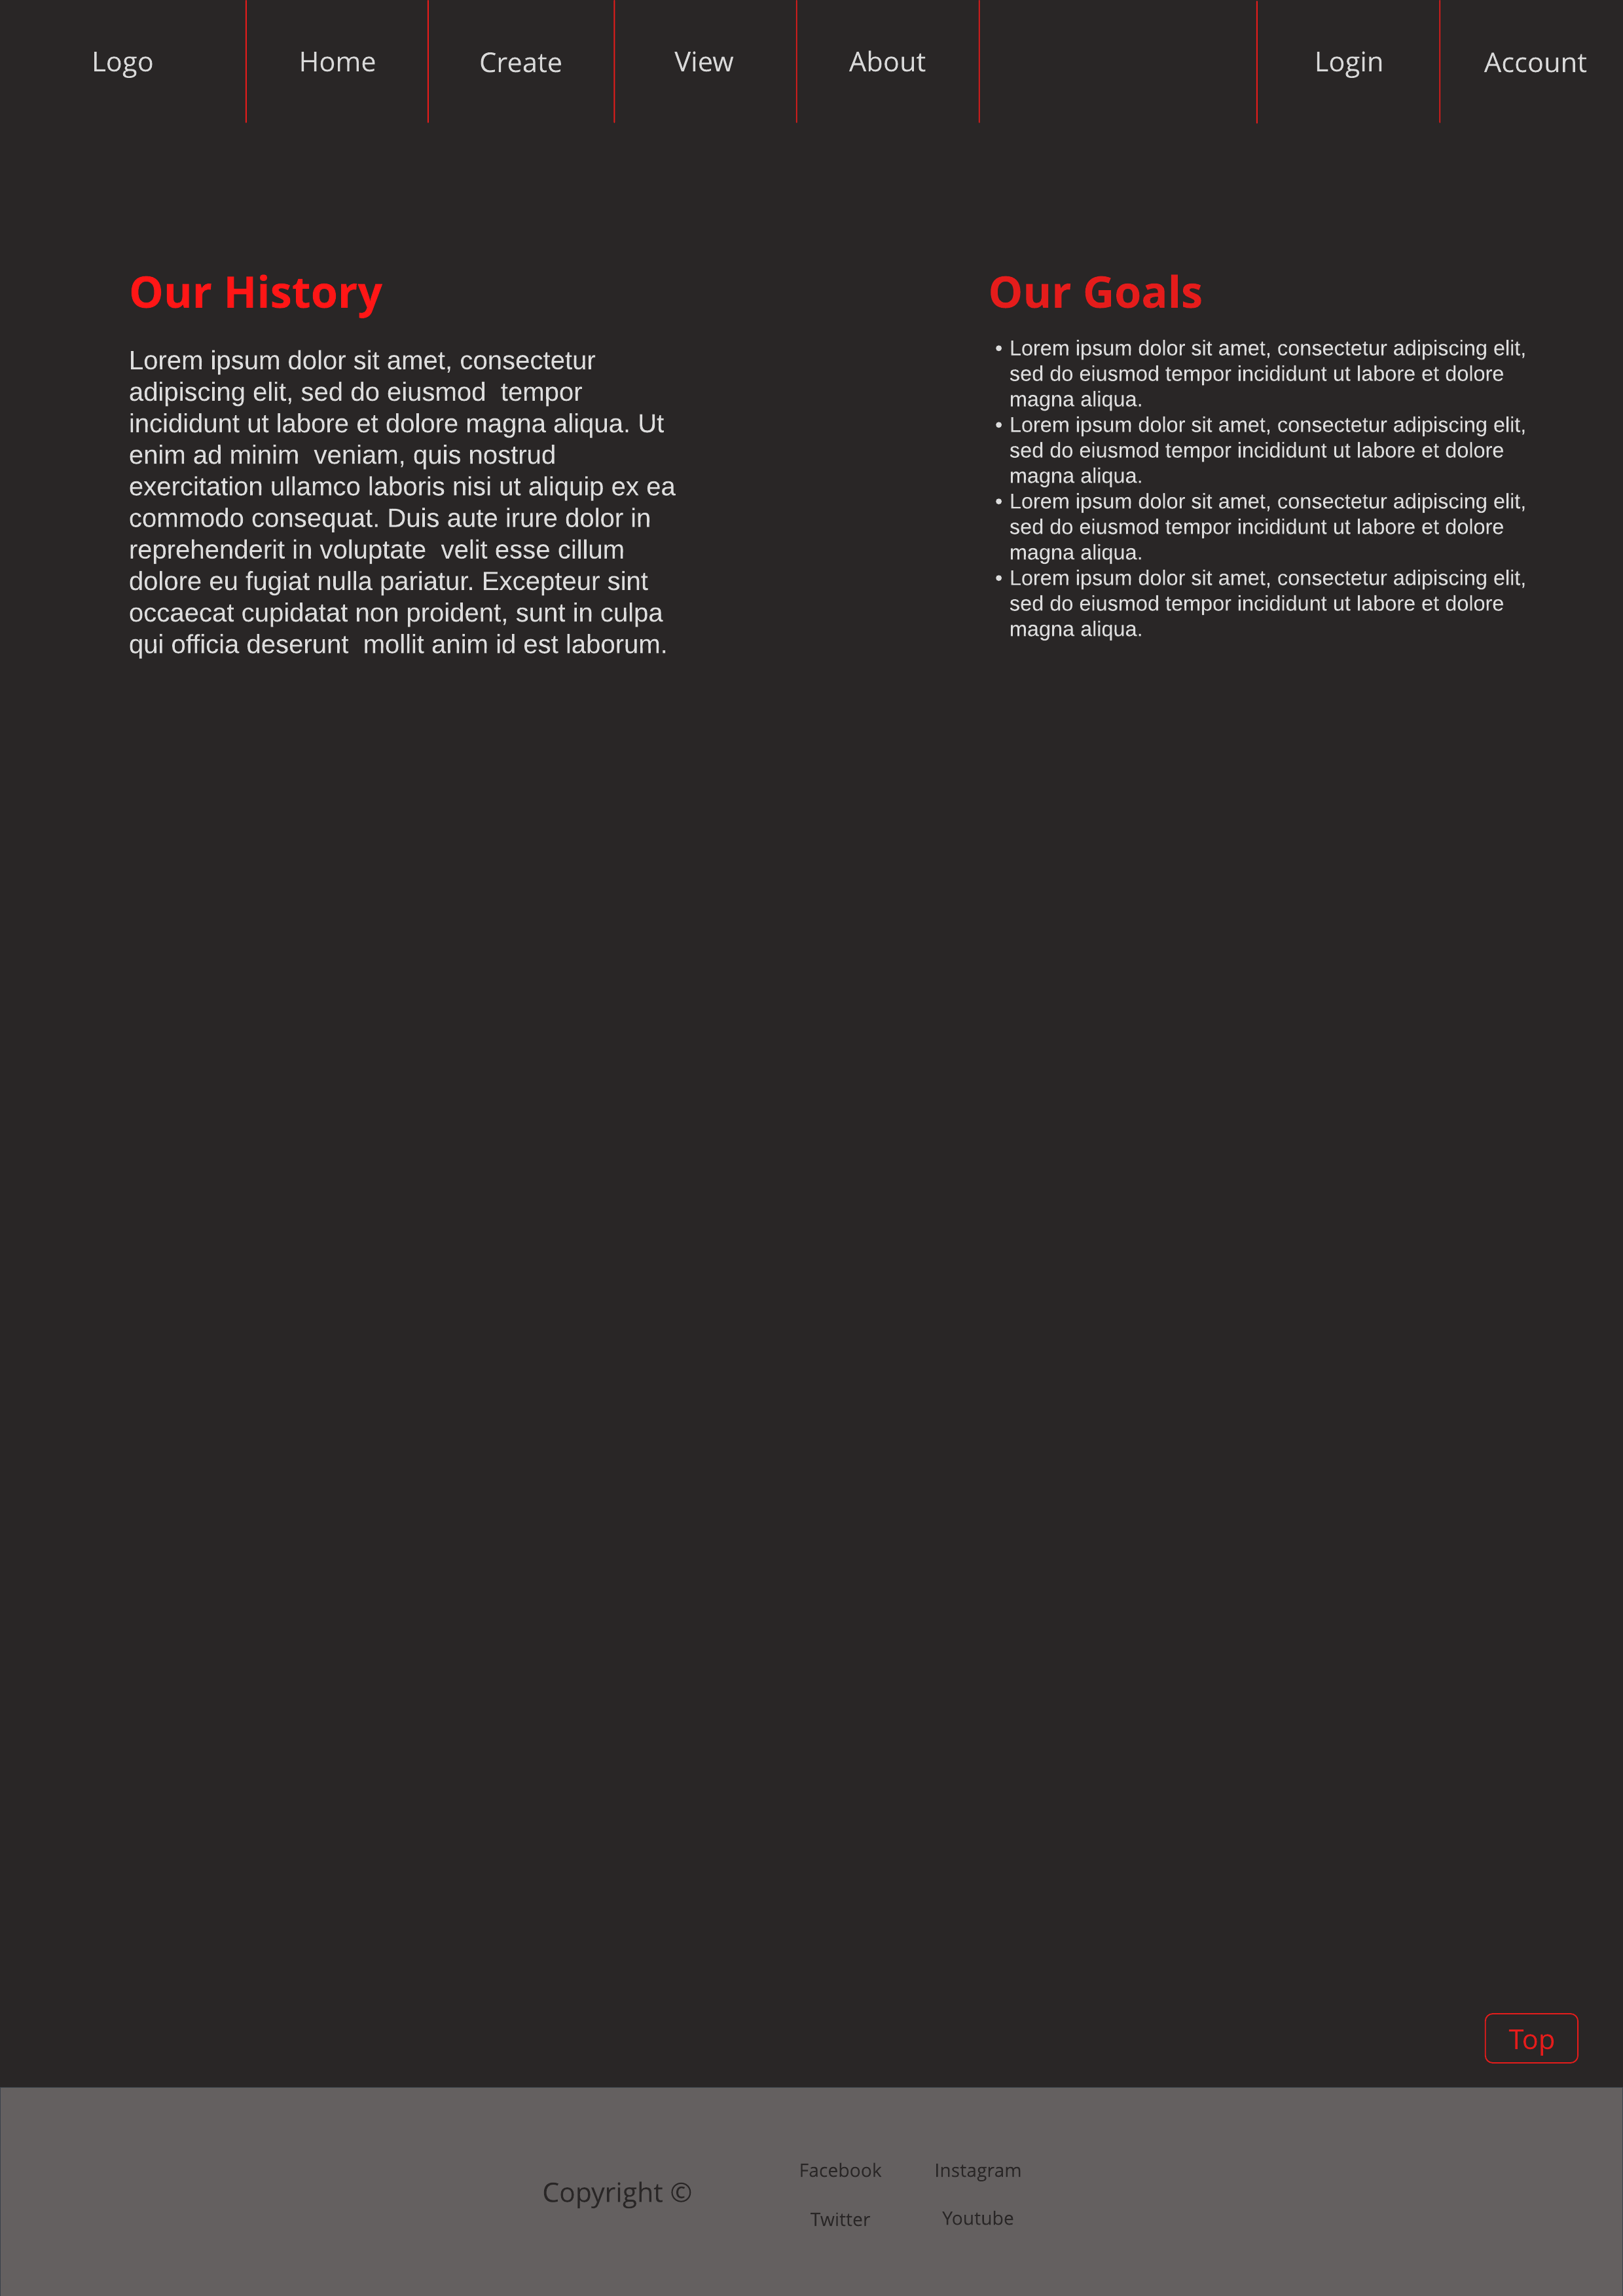 Logo
Home
Create
View
About
Login
Account
Our History
Lorem ipsum dolor sit amet, consectetur
adipiscing elit, sed do eiusmod  tempor
incididunt ut labore et dolore magna aliqua. Ut
enim ad minim  veniam, quis nostrud
exercitation ullamco laboris nisi ut aliquip ex ea
commodo consequat. Duis aute irure dolor in
reprehenderit in voluptate  velit esse cillum
dolore eu fugiat nulla pariatur. Excepteur sint
occaecat cupidatat non proident, sunt in culpa
qui officia deserunt  mollit anim id est laborum.
Our Goals
• Lorem ipsum dolor sit amet, consectetur adipiscing elit,
sed do eiusmod tempor incididunt ut labore et dolore
magna aliqua.
• Lorem ipsum dolor sit amet, consectetur adipiscing elit,
sed do eiusmod tempor incididunt ut labore et dolore
magna aliqua.
• Lorem ipsum dolor sit amet, consectetur adipiscing elit,
sed do eiusmod tempor incididunt ut labore et dolore
magna aliqua.
• Lorem ipsum dolor sit amet, consectetur adipiscing elit,
sed do eiusmod tempor incididunt ut labore et dolore
magna aliqua.
Top
Copyright ©
Facebook
Instagram
Twitter
Youtube